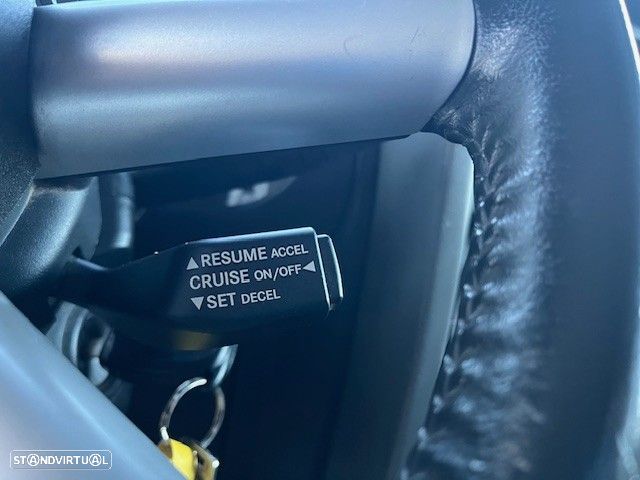 ▲RESUME ACCEL
CRUISE ON/OFF◀
▼SET DECEL
STANDVIRTUAL